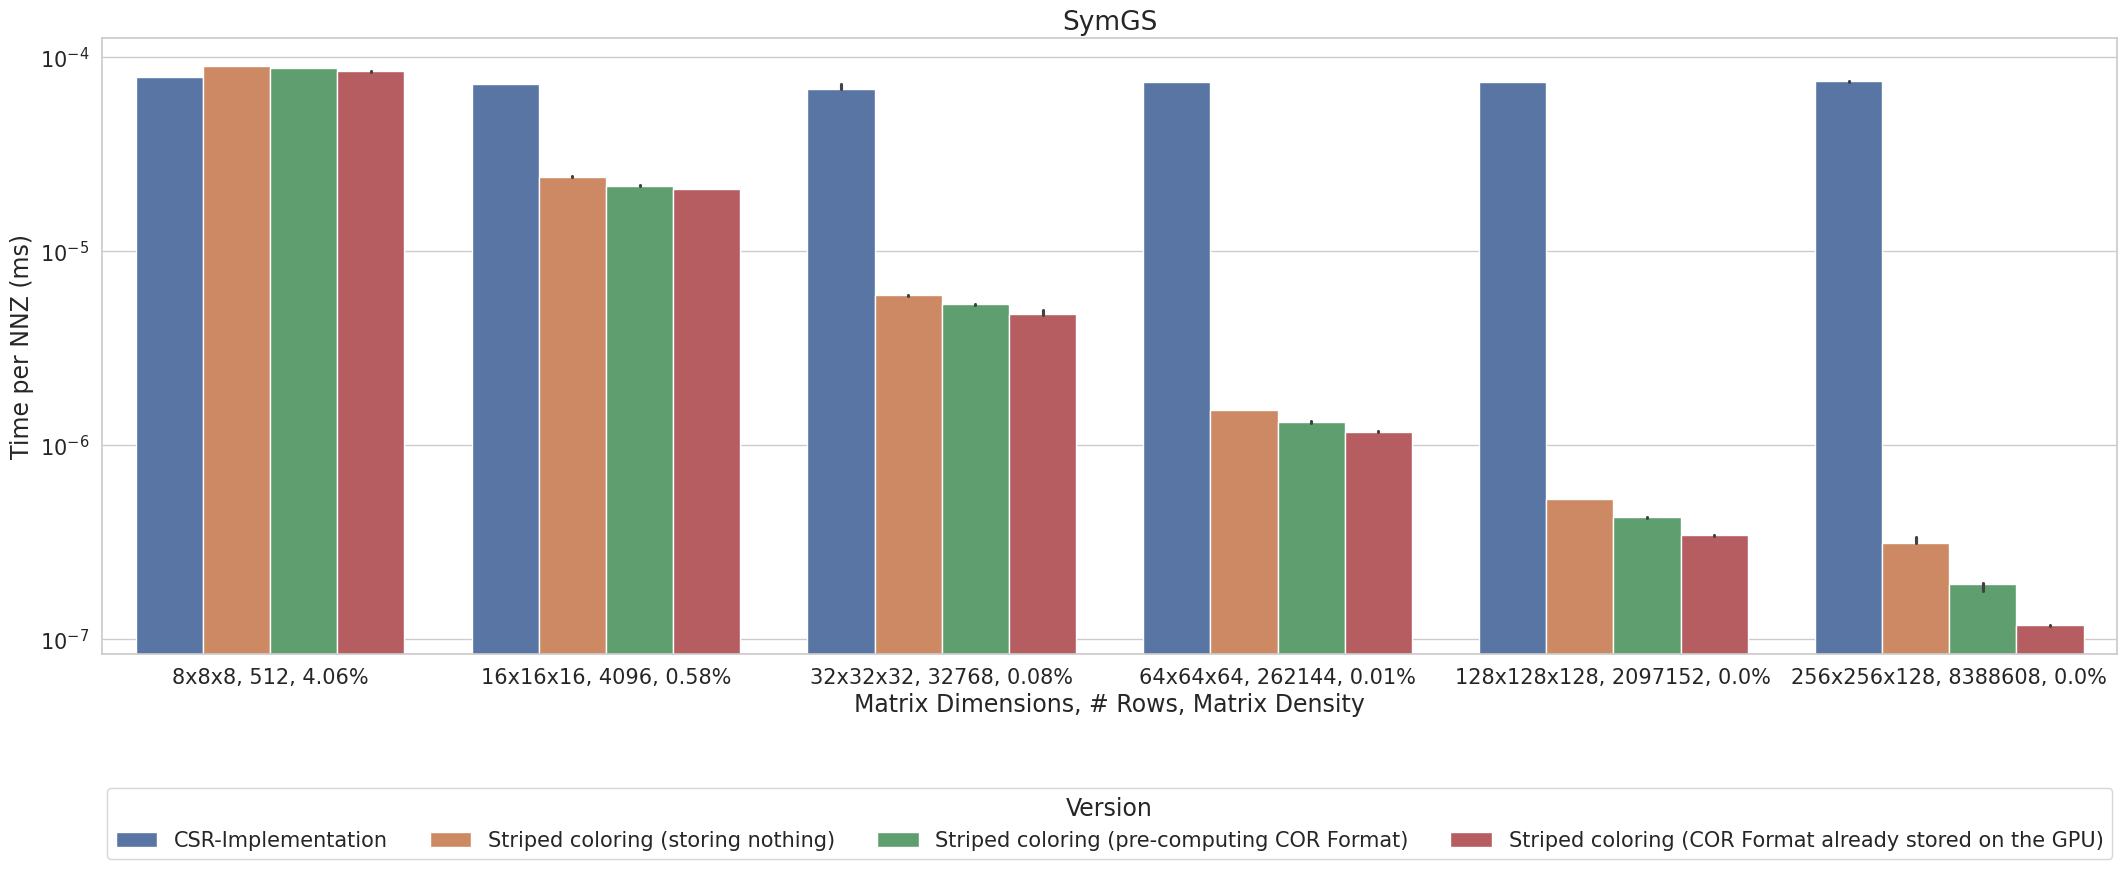 SymGS
Time per NNZ (ms)
10⁻⁴
10⁻⁵
10⁻⁶
10⁻⁷
8x8x8, 512, 4.06%
16x16x16, 4096, 0.58%
32x32x32, 32768, 0.08%
64x64x64, 262144, 0.01%
128x128x128, 2097152, 0.0%
256x256x128, 8388608, 0.0%
Matrix Dimensions, # Rows, Matrix Density
Version
CSR-Implementation
Striped coloring (storing nothing)
Striped coloring (pre-computing COR Format)
Striped coloring (COR Format already stored on the GPU)